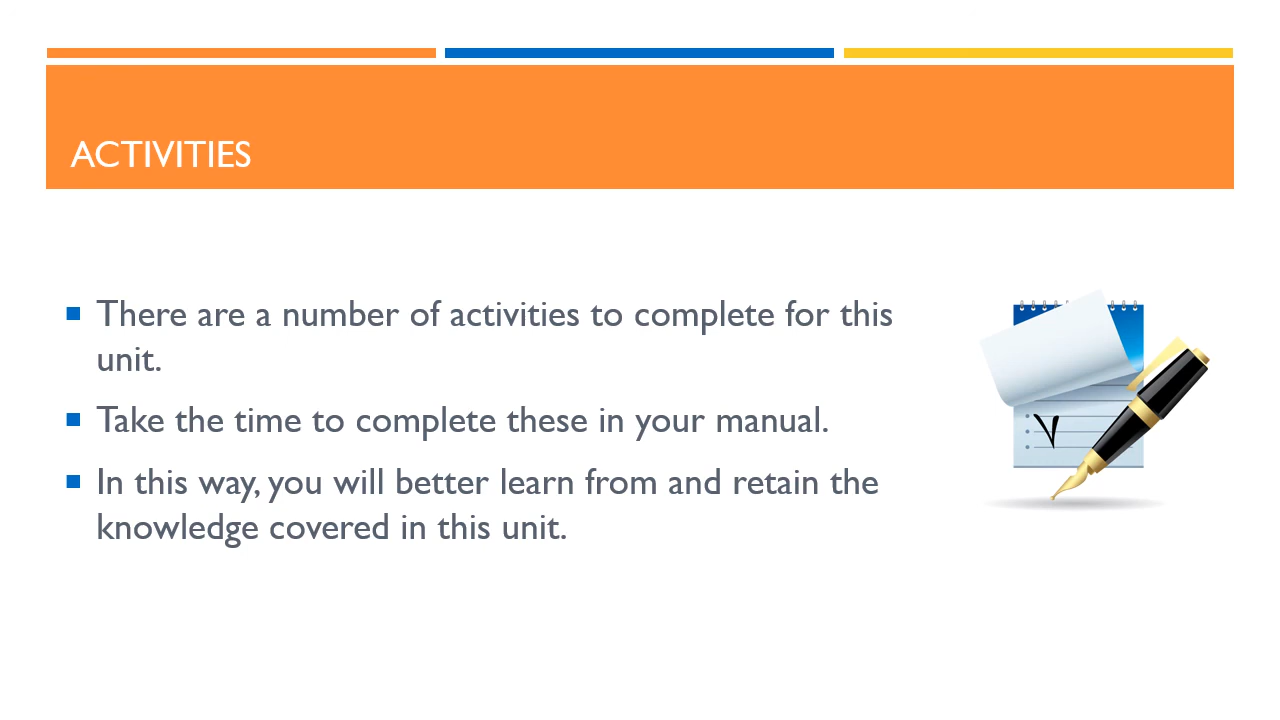 ACTIVITIES
There are a number of activities to complete for this
unit.
Take the time to complete these in your manual.
In this way, you will better learn from and retain the
knowledge covered in this unit.